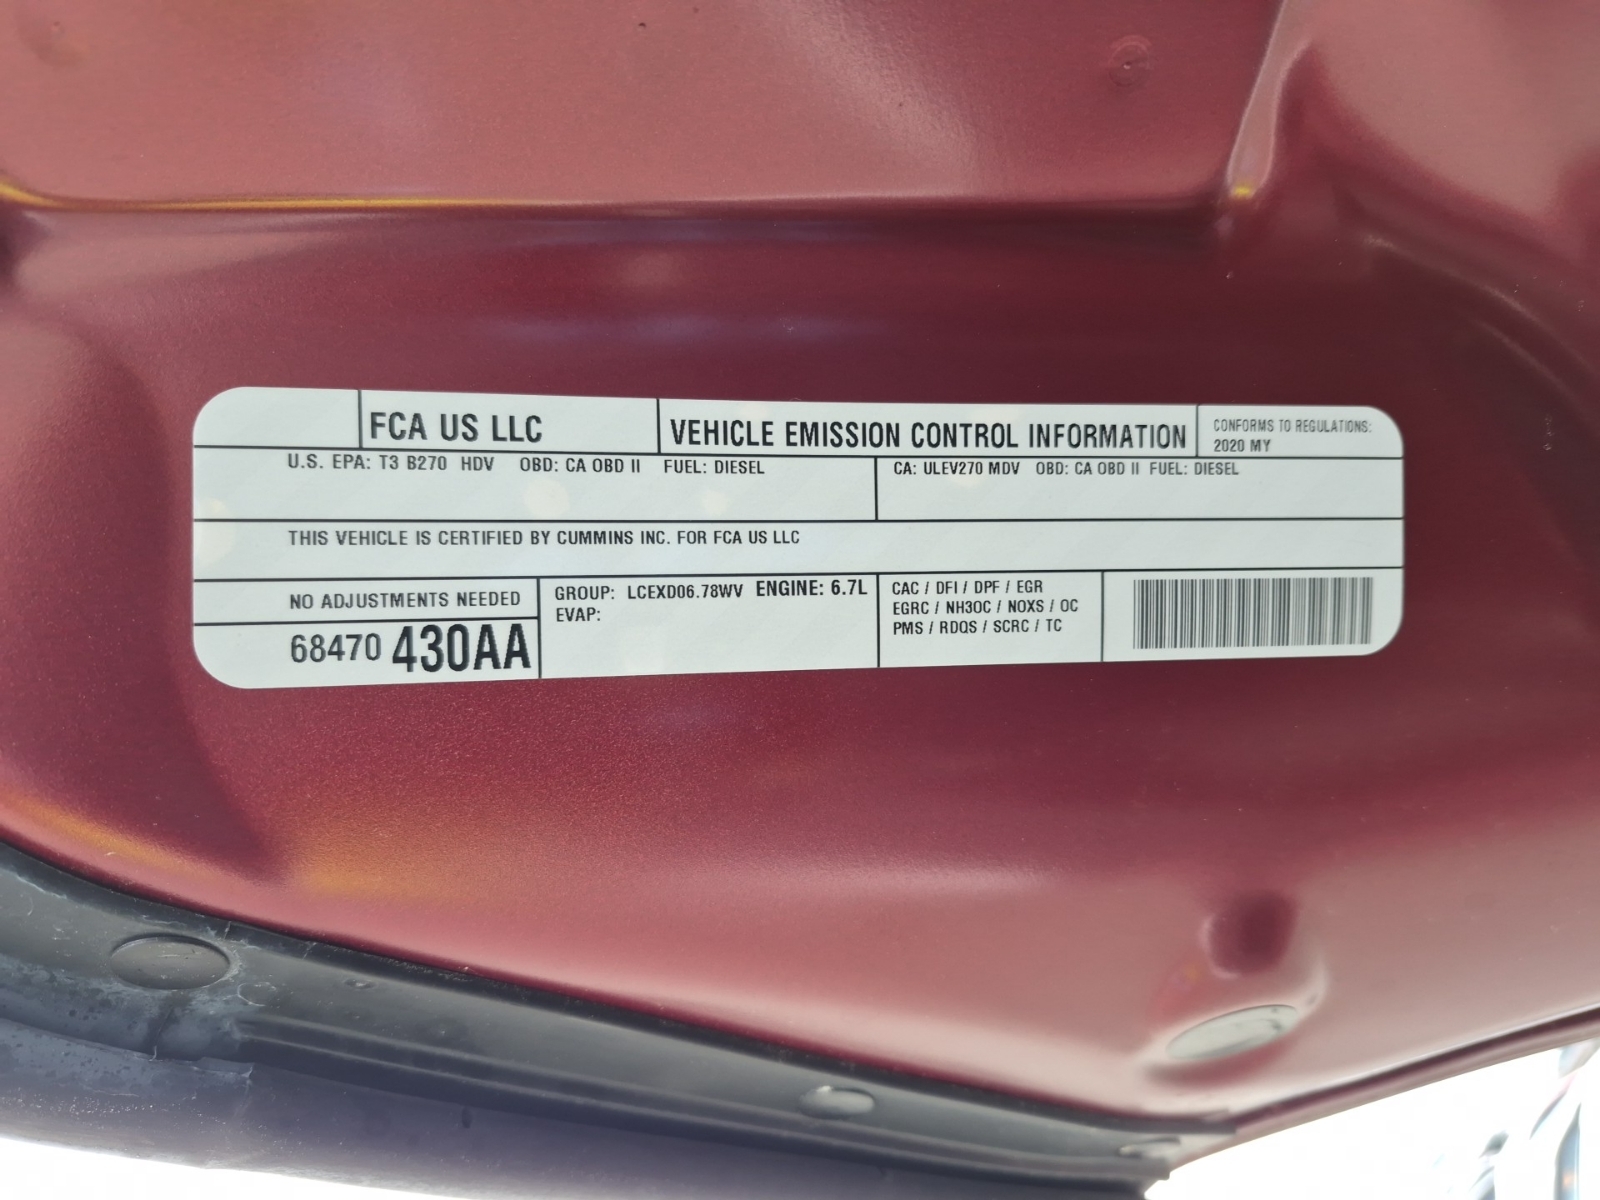 FCA US LLC
VEHICLE EMISSION CONTROL INFORMATION
CONFORMS TO REGULATIONS:
2020 MY
U.S. EPA: T3 B270 HDV OBD: CA OBD II FUEL: DIESEL
CA: ULEV270 MDV OBD: CA OBD II FUEL: DIESEL
THIS VEHICLE IS CERTIFIED BY CUMMINS INC. FOR FCA US LLC
NO ADJUSTMENTS NEEDED
68470 430AA
GROUP: LCEXD06.78WV ENGINE: 6.7L
EVAP:
CAC / DFI / DPF / EGR
EGRC / NH3OC / NOXS / OC
PMS / RDQS / SCRC / TC